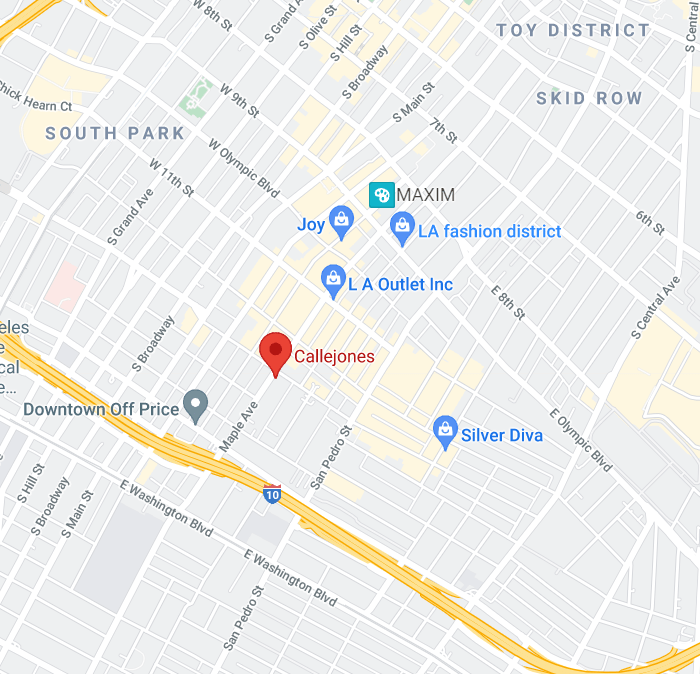 TOY DISTRICT
W 8th St
S Grand Ave
S Olive St
S Hill St
S Broadway
S Central
W 9th St
S Main St
SKID ROW
Chick Hearn Ct
7th St
SOUTH PARK
W Olympic Blvd
W 11th St
MAXIM
S Grand Ave
Joy
LA fashion district
6th St
L A Outlet Inc
E 8th St
S Central Ave
eles
e
cal
e...
S Broadway
Callejones
Downtown Off Price
Maple Ave
E Olympic Blvd
San Pedro St
Silver Diva
S Hill St
S Broadway
S Main St
10
E Washington Blvd
E Washington Blvd
San Pedro St